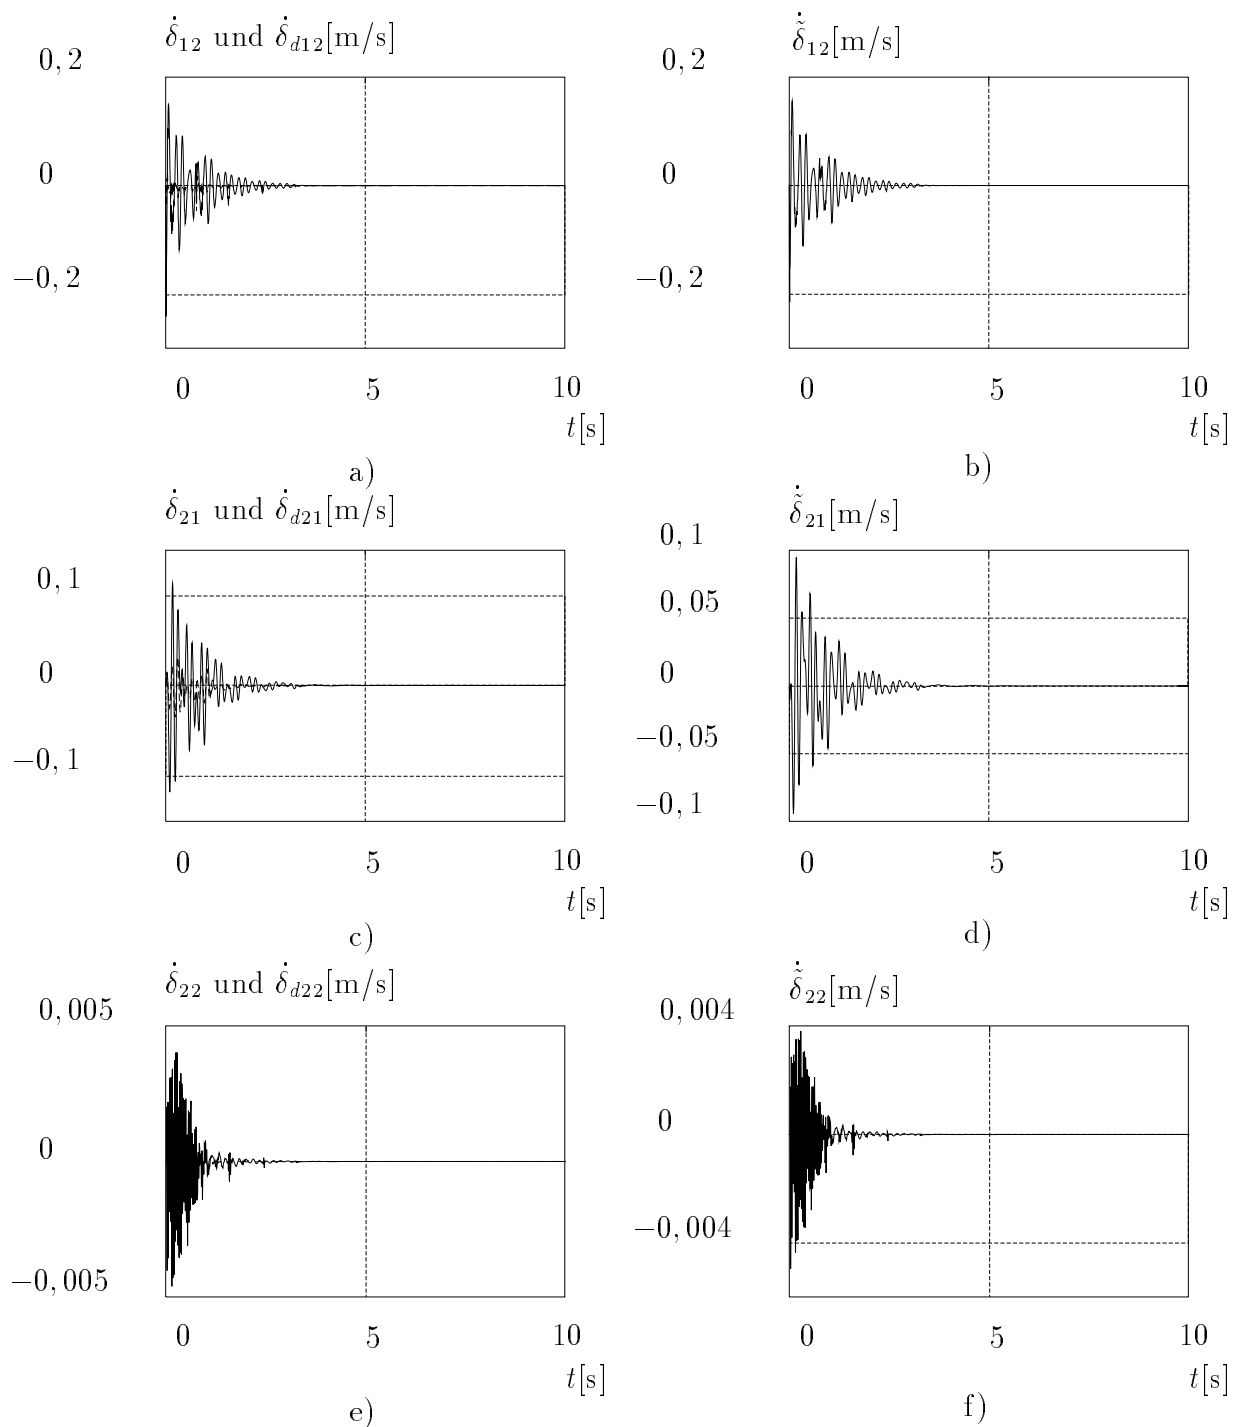 δ̇₁₂ und δ̇_d12[m/s]
0, 2
0
−0, 2
0 5 10
t[s]
a)
δ̃̇₁₂[m/s]
0, 2
0
−0, 2
0 5 10
t[s]
b)
δ̇₂₁ und δ̇_d21[m/s]
0, 1
0
−0, 1
0 5 10
t[s]
c)
δ̃̇₂₁[m/s]
0, 1
0, 05
0
−0, 05
−0, 1
0 5 10
t[s]
d)
δ̇₂₂ und δ̇_d22[m/s]
0, 005
0
−0, 005
0 5 10
t[s]
e)
δ̃̇₂₂[m/s]
0, 004
0
−0, 004
0 5 10
t[s]
f)